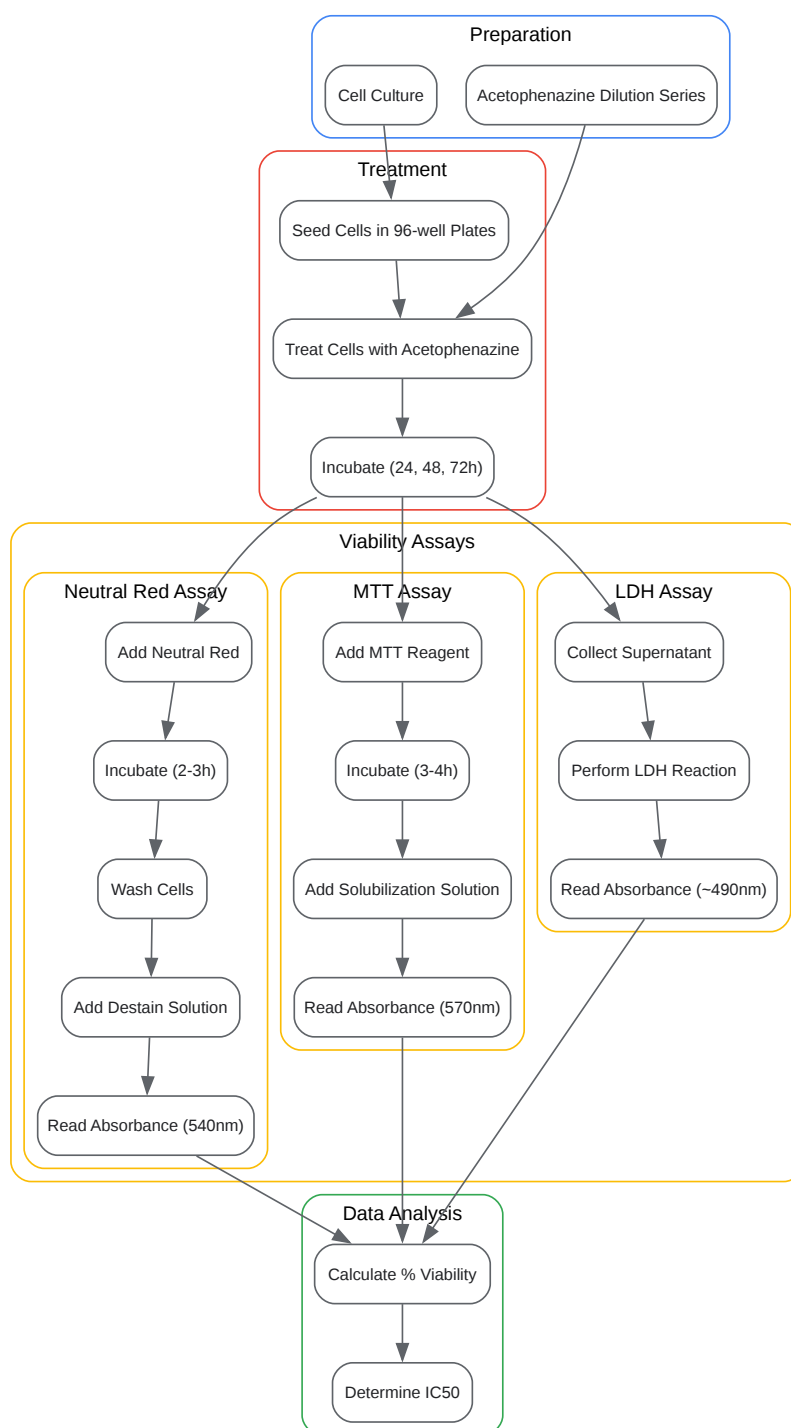 Preparation
Cell Culture
Acetophenazine Dilution Series
Treatment
Seed Cells in 96-well Plates
Treat Cells with Acetophenazine
Incubate (24, 48, 72h)
Viability Assays
Neutral Red Assay
MTT Assay
LDH Assay
Add Neutral Red
Add MTT Reagent
Collect Supernatant
Incubate (2-3h)
Incubate (3-4h)
Perform LDH Reaction
Wash Cells
Add Solubilization Solution
Read Absorbance (~490nm)
Add Destain Solution
Read Absorbance (570nm)
Read Absorbance (540nm)
Data Analysis
Calculate % Viability
Determine IC50